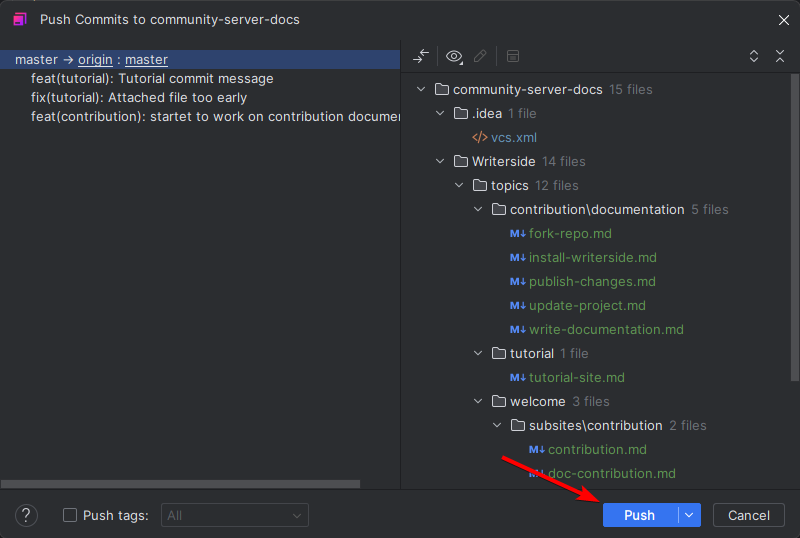 Push Commits to community-server-docs
master → origin : master
feat(tutorial): Tutorial commit message
fix(tutorial): Attached file too early
feat(contribution): startet to work on contribution documen
community-server-docs 15 files
.idea 1 file
</> vcs.xml
Writerside 14 files
topics 12 files
contribution\documentation 5 files
M↓ fork-repo.md
M↓ install-writerside.md
M↓ publish-changes.md
M↓ update-project.md
M↓ write-documentation.md
tutorial 1 file
M↓ tutorial-site.md
welcome 3 files
subsites\contribution 2 files
M↓ contribution.md
M↓ doc-contribution.md
? Push tags: All Push Cancel